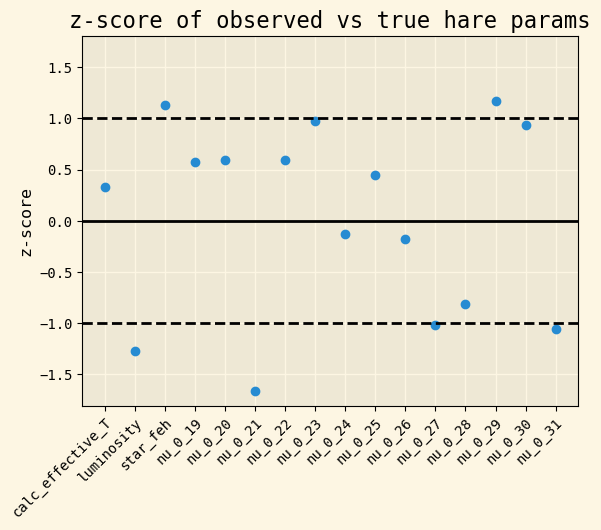 z-score of observed vs true hare params
z-score
1.5
1.0
0.5
0.0
−0.5
−1.0
−1.5
calc_effective_T
luminosity
star_feh
nu_0_19
nu_0_20
nu_0_21
nu_0_22
nu_0_23
nu_0_24
nu_0_25
nu_0_26
nu_0_27
nu_0_28
nu_0_29
nu_0_30
nu_0_31